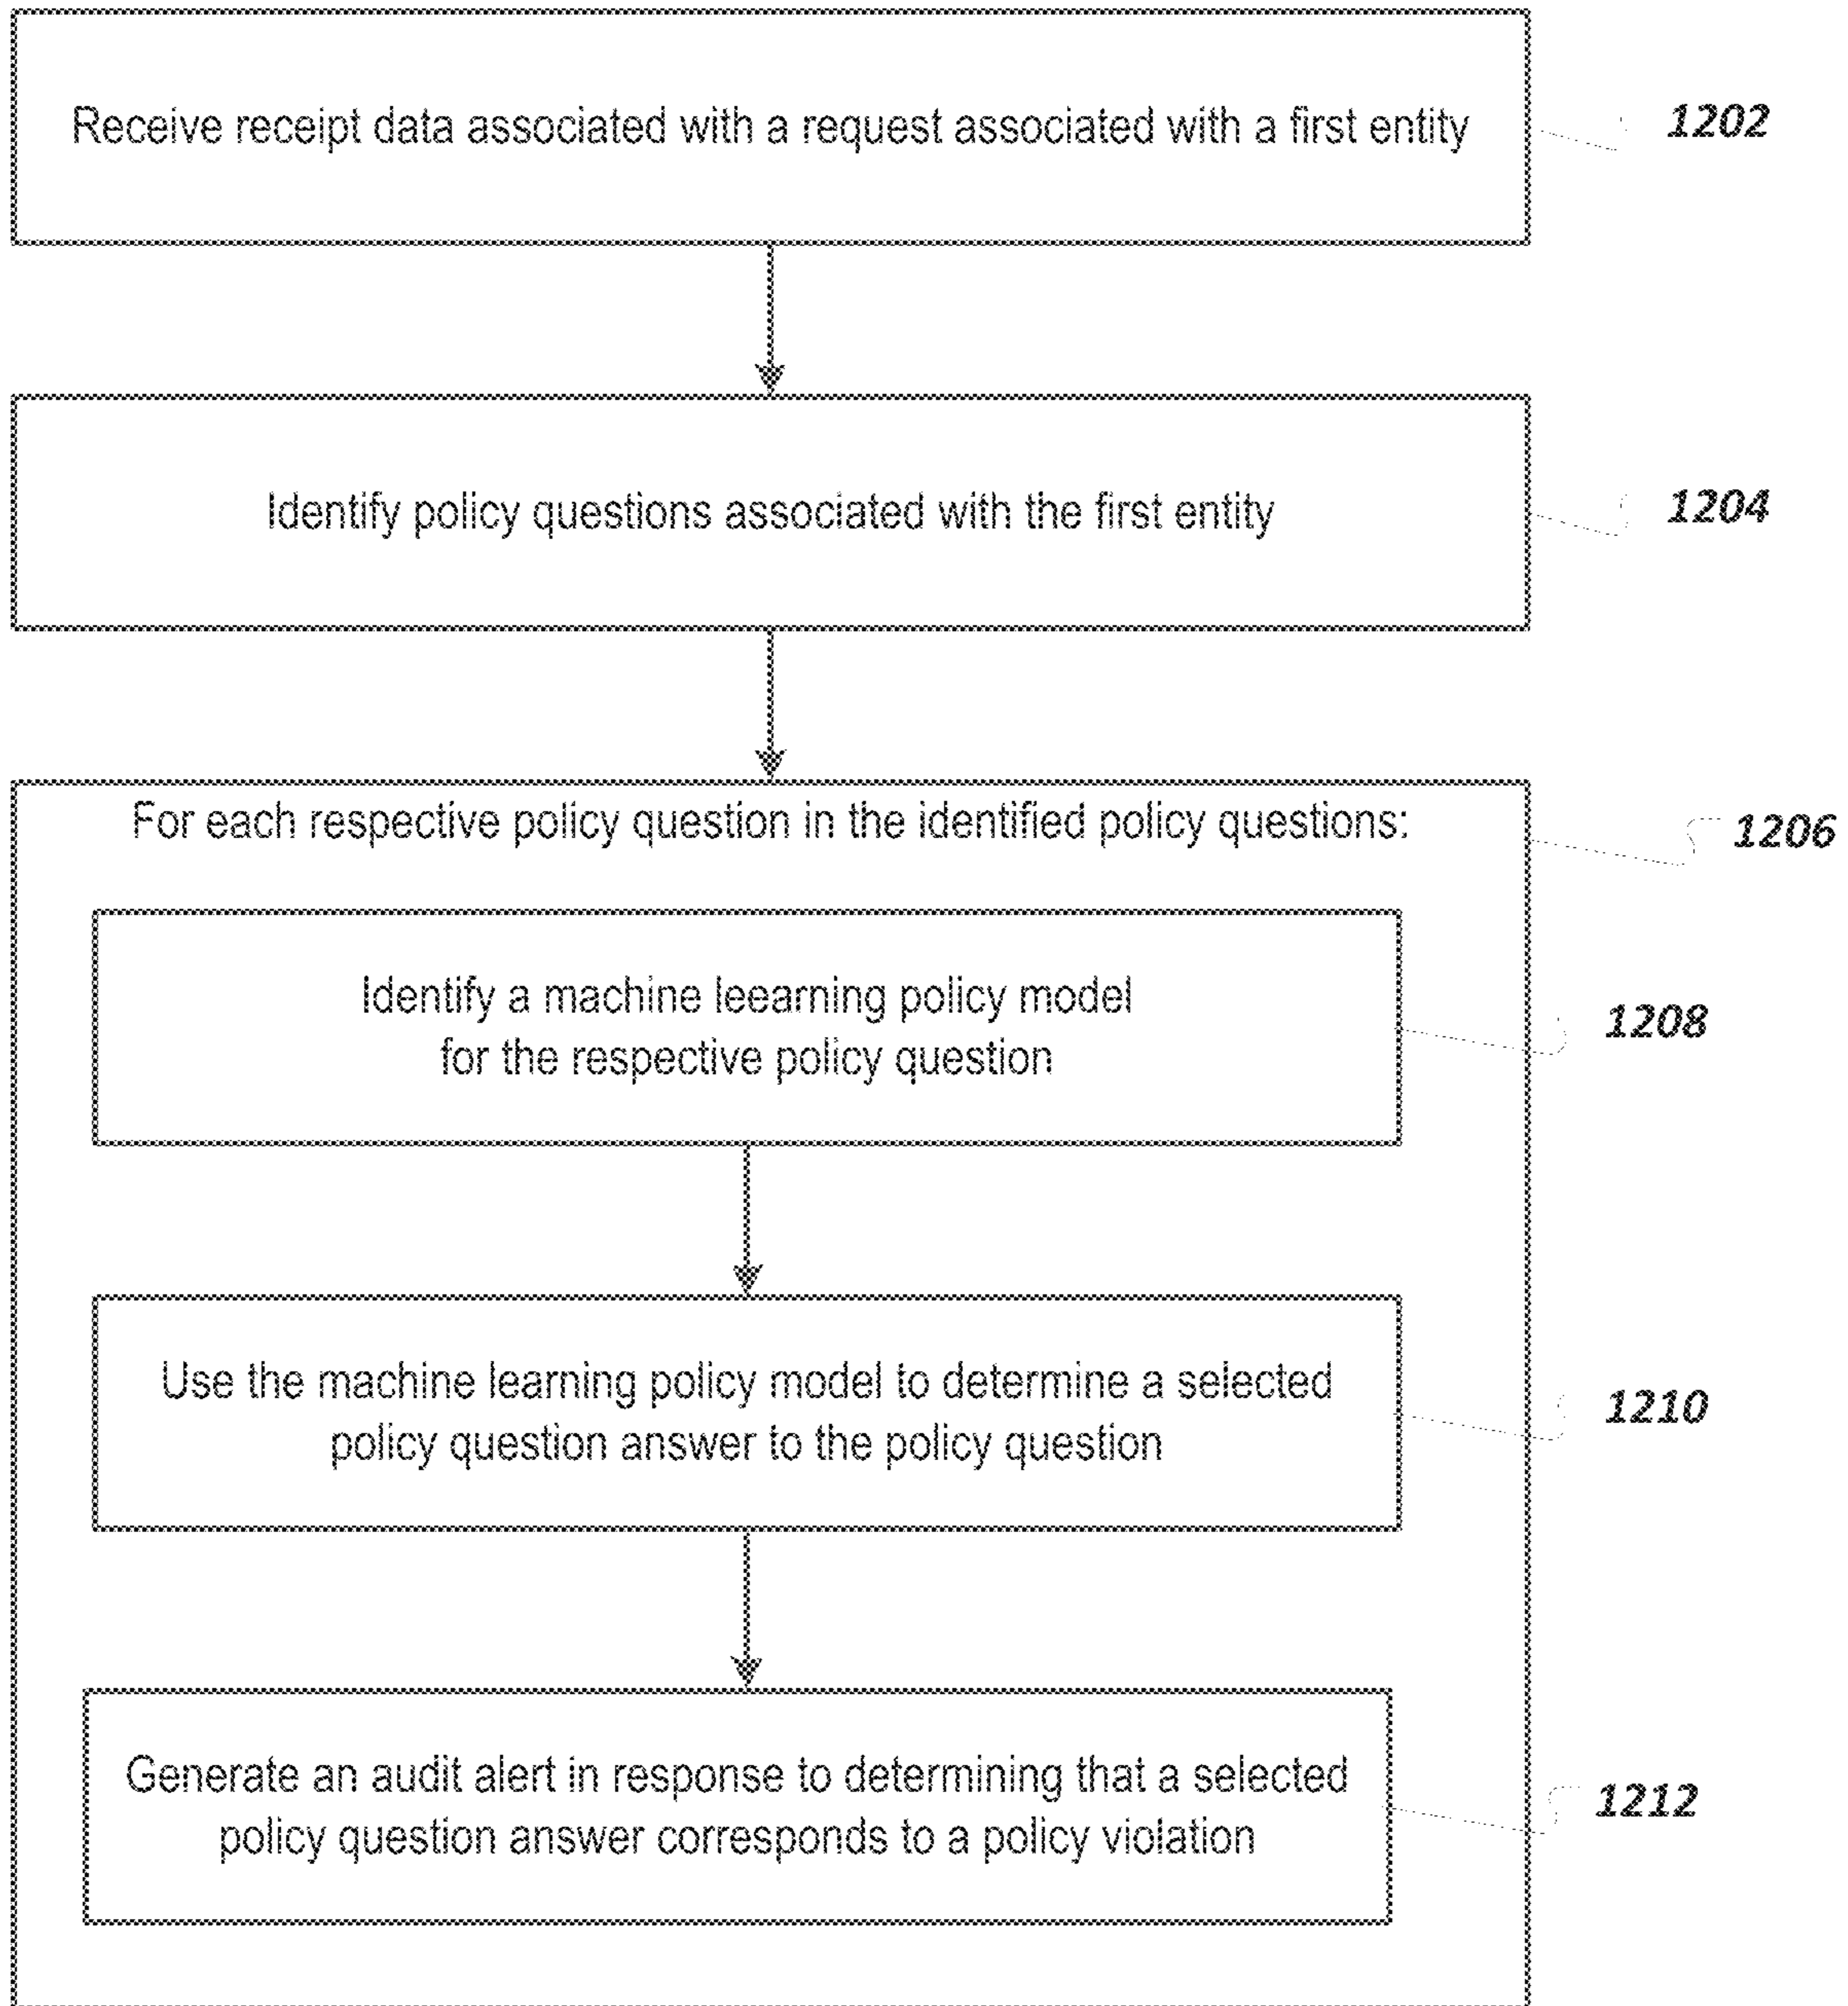 Receive receipt data associated with a request associated with a first entity
1202
Identify policy questions associated with the first entity
1204
For each respective policy question in the identified policy questions:
1206
Identify a machine leearning policy model
for the respective policy question
1208
Use the machine learning policy model to determine a selected
policy question answer to the policy question
1210
Generate an audit alert in response to determining that a selected
policy question answer corresponds to a policy violation
1212